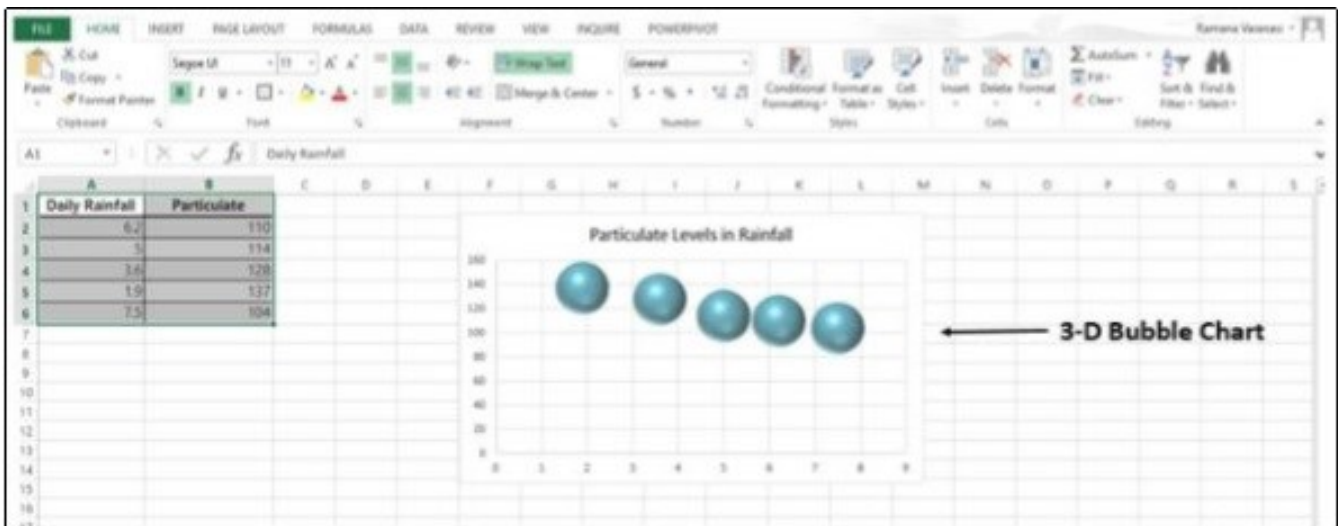 FILE HOME INSERT PAGE LAYOUT FORMULAS DATA REVIEW VIEW INQUIRE POWERPIVOT
Cut
Copy
Format Painter
Paste
Clipboard
Segoe UI 11
Font
Wrap Text
Merge & Center
Alignment
General
$ %
Number
Conditional Formatting
Format as Table
Cell Styles
Styles
Insert Delete Format
Cells
AutoSum
Fill
Clear
Sort & Filter
Find & Select
Editing
A1 fx Daily Rainfall
A B C D E F G H I J K L M N O P Q R S
1 Daily Rainfall Particulate
2 6.2 110
3 5 114
4 3.6 128
5 1.9 137
6 7.5 104
7
8
9
10
11
12
13
14
15
16
17
Particulate Levels in Rainfall
160
140
120
100
80
60
40
20
0
0 1 2 3 4 5 6 7 8 9
3-D Bubble Chart